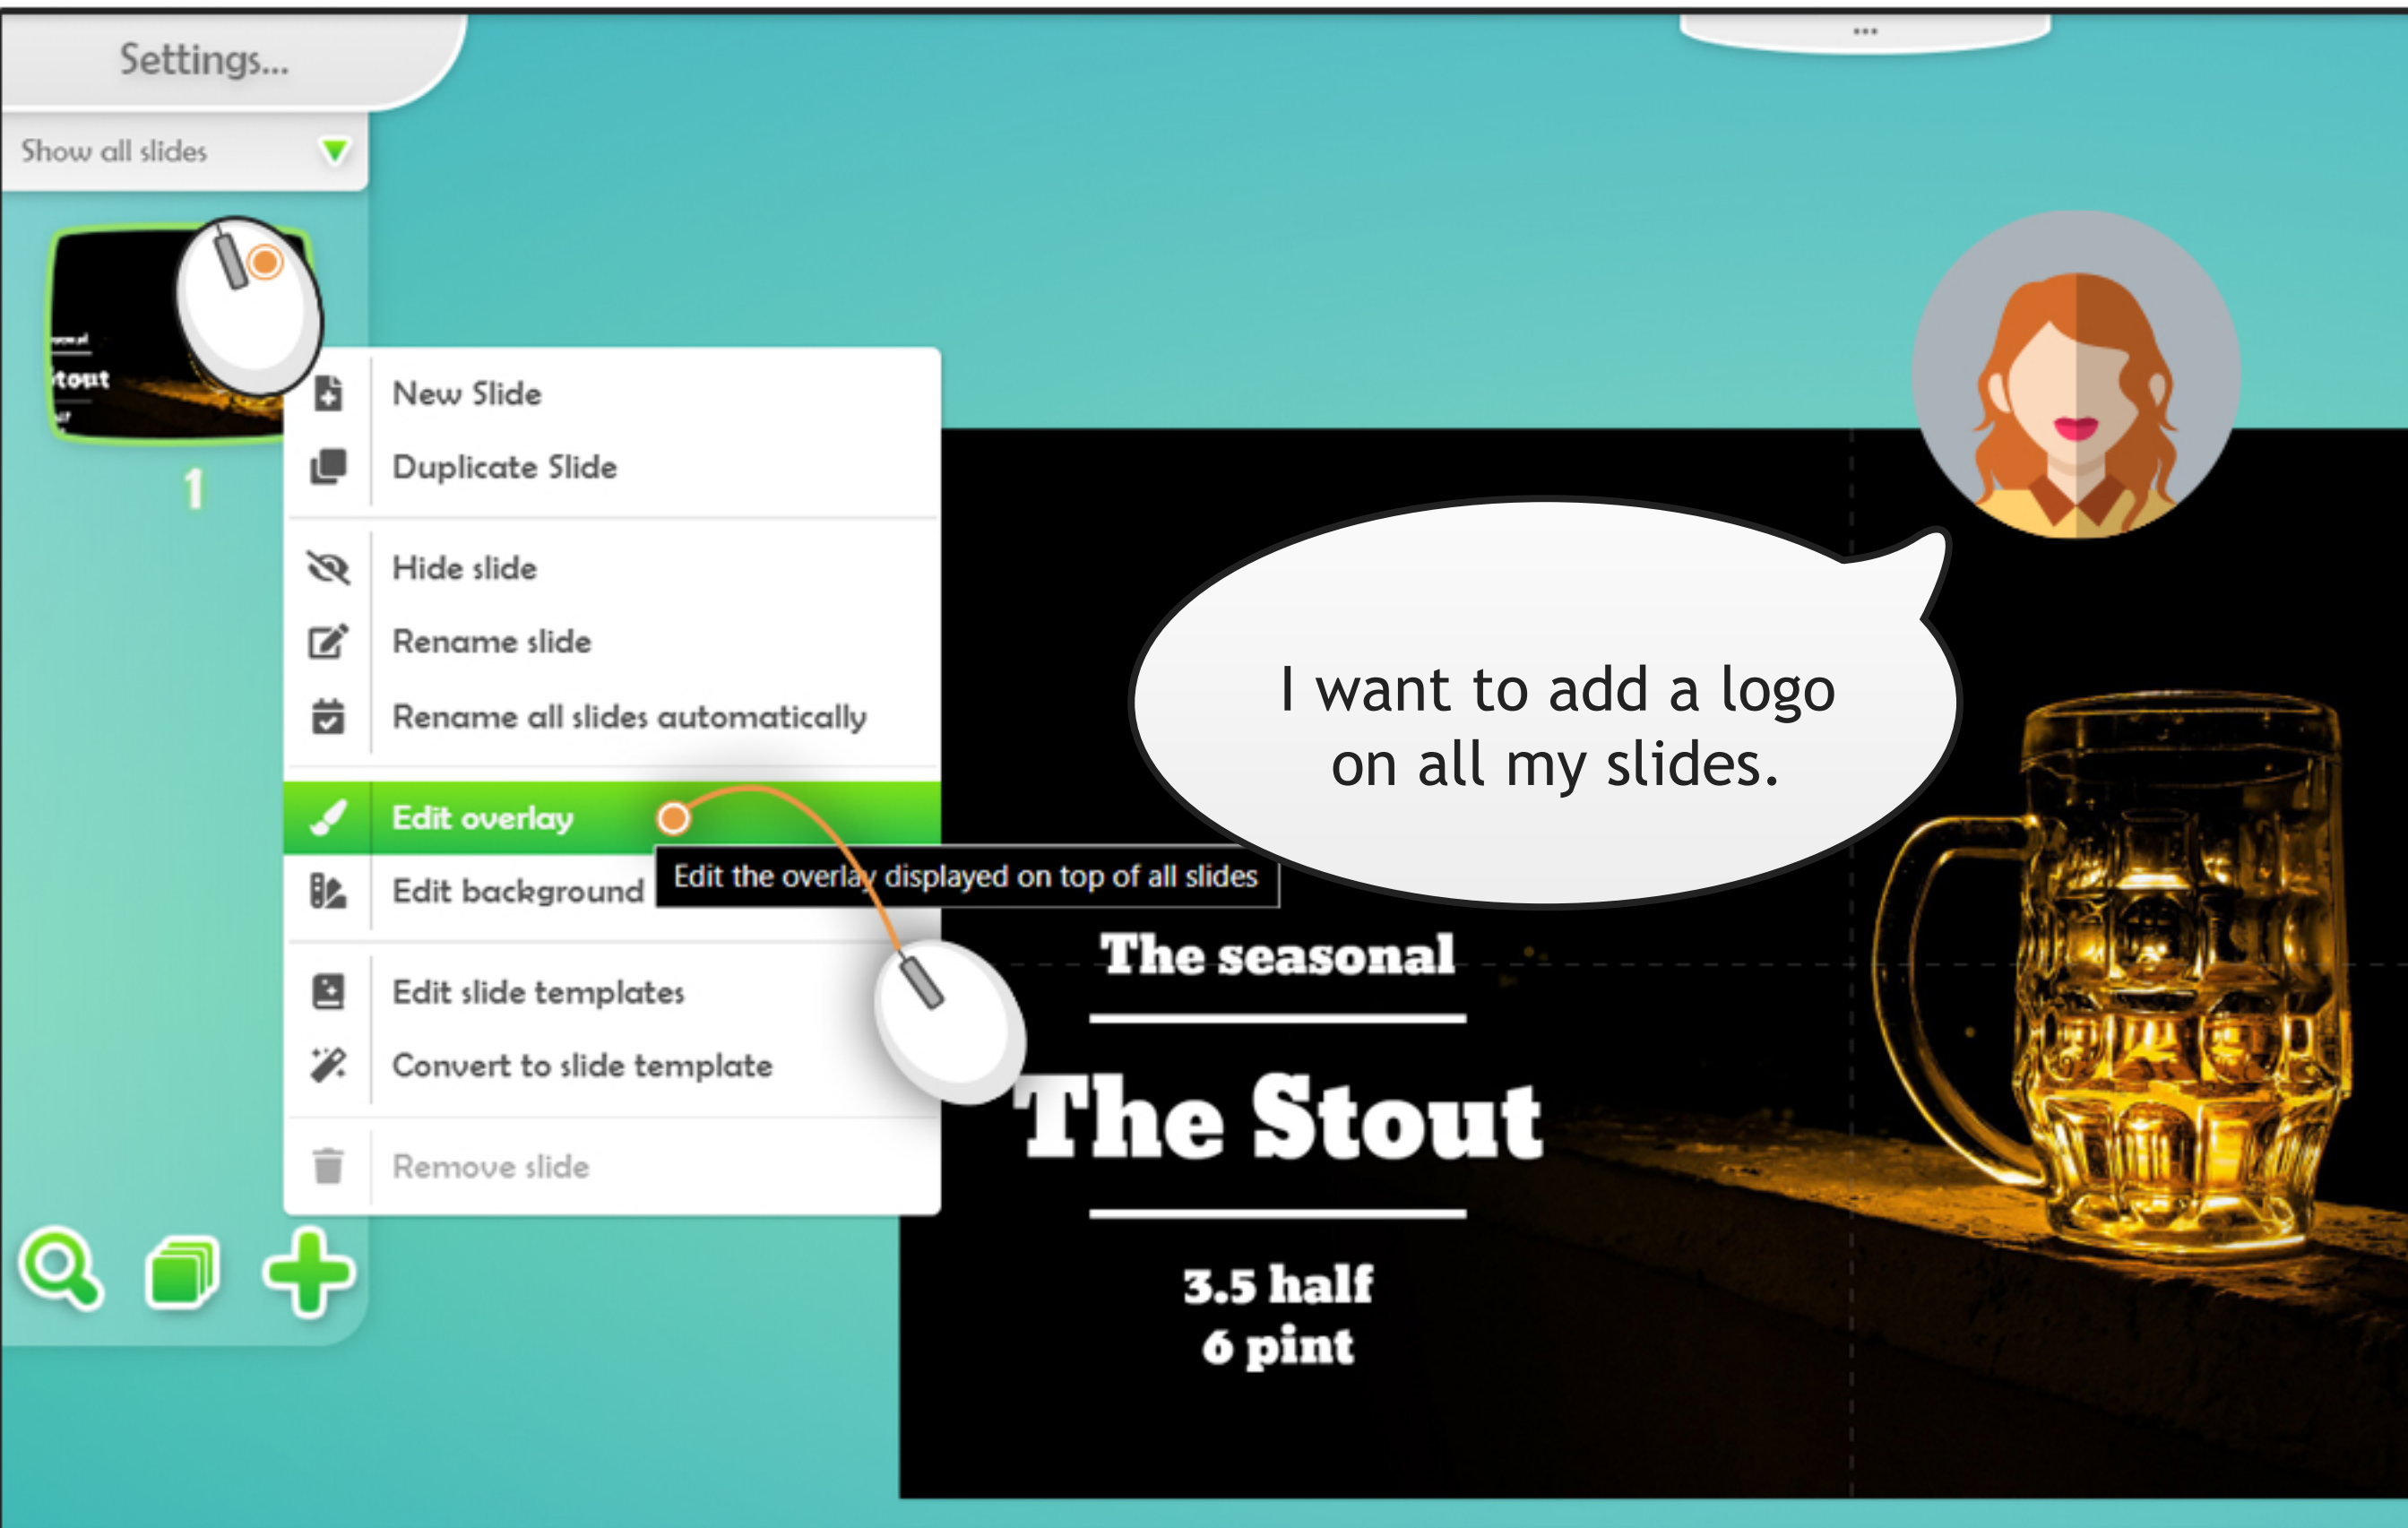 Settings...
...
Show all slides
Stout
1
New Slide
Duplicate Slide
Hide slide
Rename slide
Rename all slides automatically
Edit overlay
Edit the overlay displayed on top of all slides
Edit background
Edit slide templates
Convert to slide template
Remove slide
I want to add a logo
on all my slides.
The seasonal
The Stout
3.5 half
6 pint